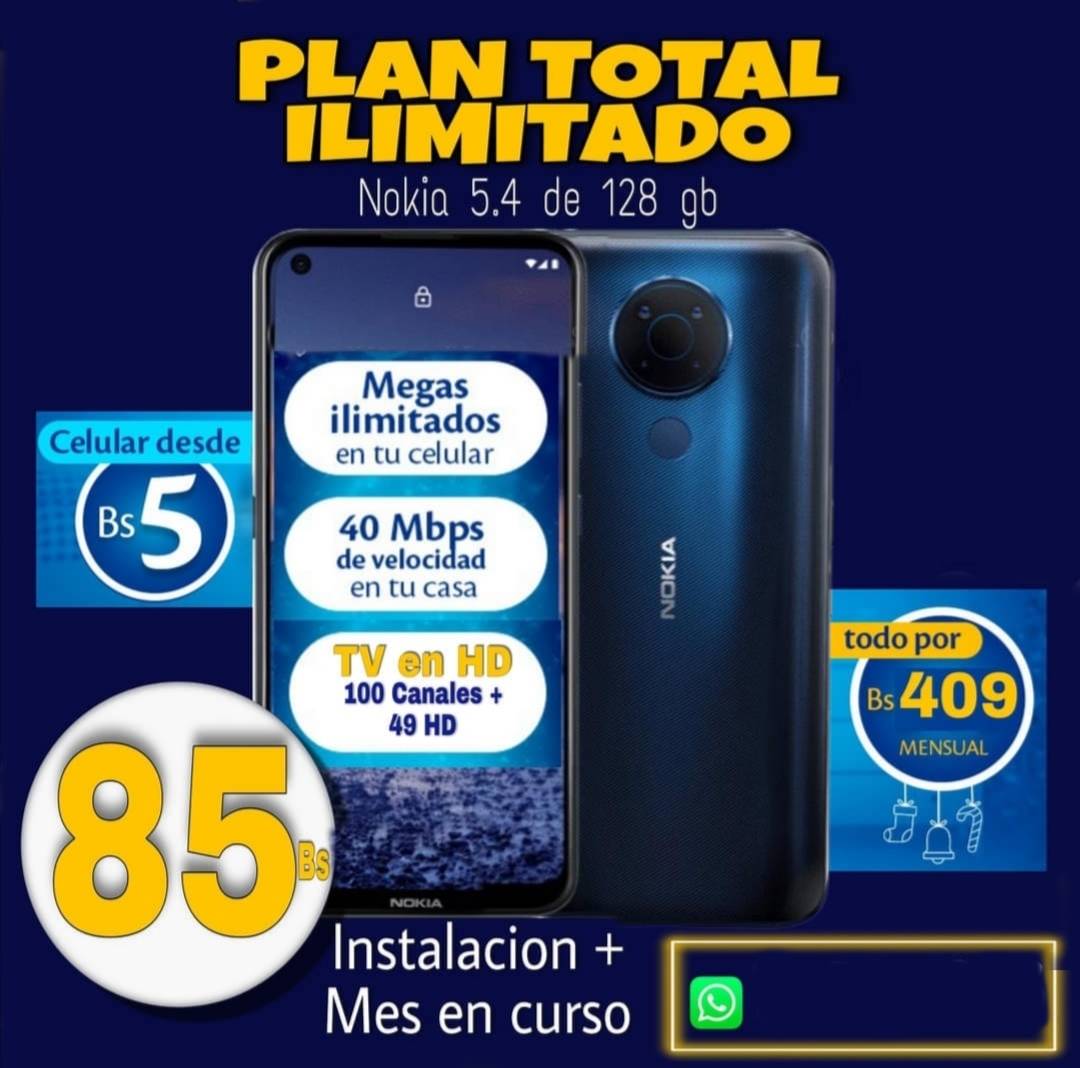 PLAN TOTAL
ILIMITADO
Nokia 5.4 de 128 gb
Megas
ilimitados
en tu celular
Celular desde
Bs 5
40 Mbps
de velocidad
en tu casa
NOKIA
TV en HD
100 Canales +
49 HD
todo por
Bs 409
MENSUAL
85 Bs
NOKIA
Instalacion +
Mes en curso